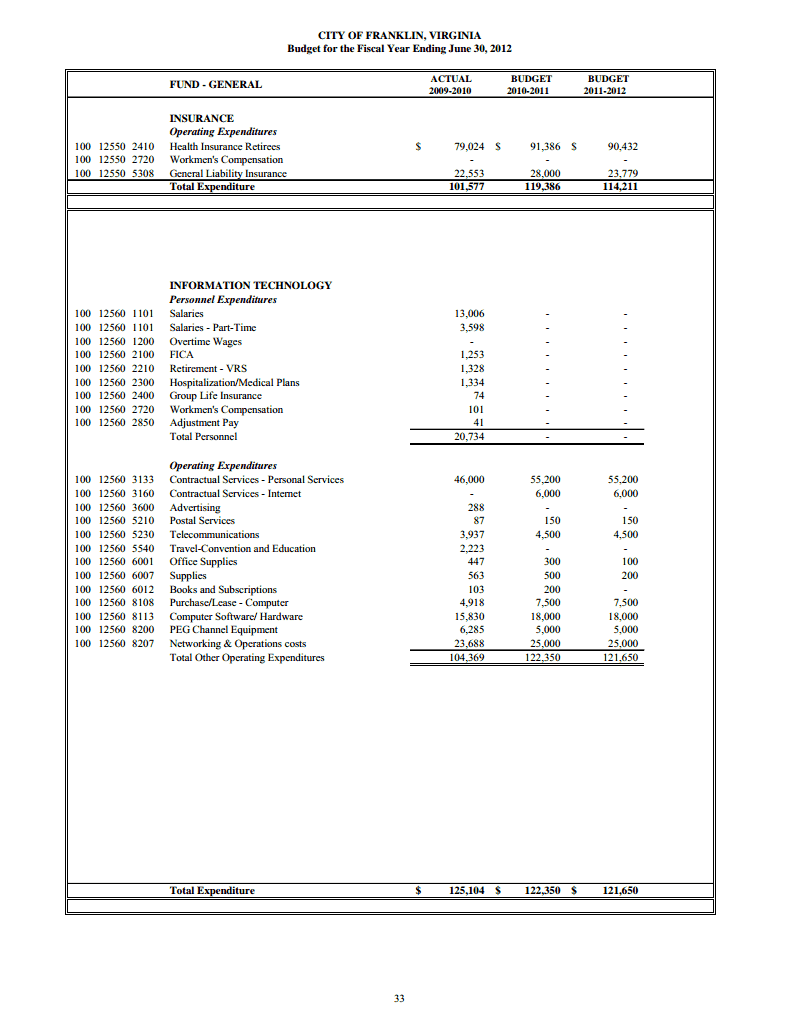 CITY OF FRANKLIN, VIRGINIA
Budget for the Fiscal Year Ending June 30, 2012
FUND - GENERAL ACTUAL 2009-2010 BUDGET 2010-2011 BUDGET 2011-2012
INSURANCE
Operating Expenditures
100 12550 2410 Health Insurance Retirees $ 79,024 $ 91,386 $ 90,432
100 12550 2720 Workmen's Compensation - - -
100 12550 5308 General Liability Insurance 22,553 28,000 23,779
Total Expenditure 101,577 119,386 114,211
INFORMATION TECHNOLOGY
Personnel Expenditures
100 12560 1101 Salaries 13,006 - -
100 12560 1101 Salaries - Part-Time 3,598 - -
100 12560 1200 Overtime Wages - - -
100 12560 2100 FICA 1,253 - -
100 12560 2210 Retirement - VRS 1,328 - -
100 12560 2300 Hospitalization/Medical Plans 1,334 - -
100 12560 2400 Group Life Insurance 74 - -
100 12560 2720 Workmen's Compensation 101 - -
100 12560 2850 Adjustment Pay 41 - -
Total Personnel 20,734 - -
Operating Expenditures
100 12560 3133 Contractual Services - Personal Services 46,000 55,200 55,200
100 12560 3160 Contractual Services - Internet - 6,000 6,000
100 12560 3600 Advertising 288 - -
100 12560 5210 Postal Services 87 150 150
100 12560 5230 Telecommunications 3,937 4,500 4,500
100 12560 5540 Travel-Convention and Education 2,223 - -
100 12560 6001 Office Supplies 447 300 100
100 12560 6007 Supplies 563 500 200
100 12560 6012 Books and Subscriptions 103 200 -
100 12560 8108 Purchase/Lease - Computer 4,918 7,500 7,500
100 12560 8113 Computer Software/ Hardware 15,830 18,000 18,000
100 12560 8200 PEG Channel Equipment 6,285 5,000 5,000
100 12560 8207 Networking & Operations costs 23,688 25,000 25,000
Total Other Operating Expenditures 104,369 122,350 121,650
Total Expenditure $ 125,104 $ 122,350 $ 121,650
33